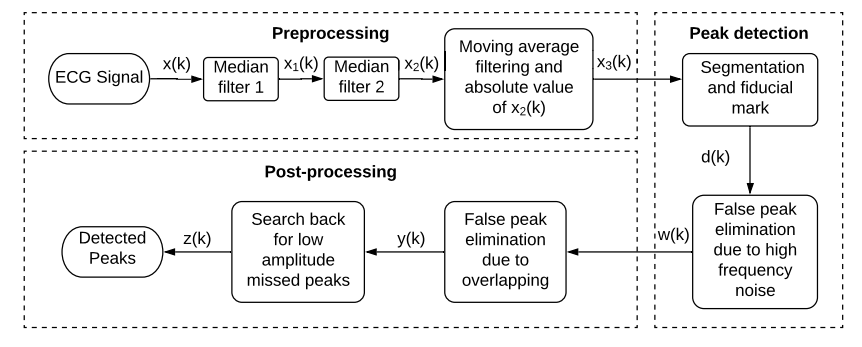 Preprocessing
ECG Signal
x(k)
Median
filter 1
x₁(k)
Median
filter 2
x₂(k)
Moving average
filtering and
absolute value
of x₂(k)
x₃(k)
Peak detection
Segmentation
and fiducial
mark
d(k)
False peak
elimination
due to high
frequency
noise
w(k)
Post-processing
False peak
elimination
due to
overlapping
y(k)
Search back
for low
amplitude
missed peaks
z(k)
Detected
Peaks